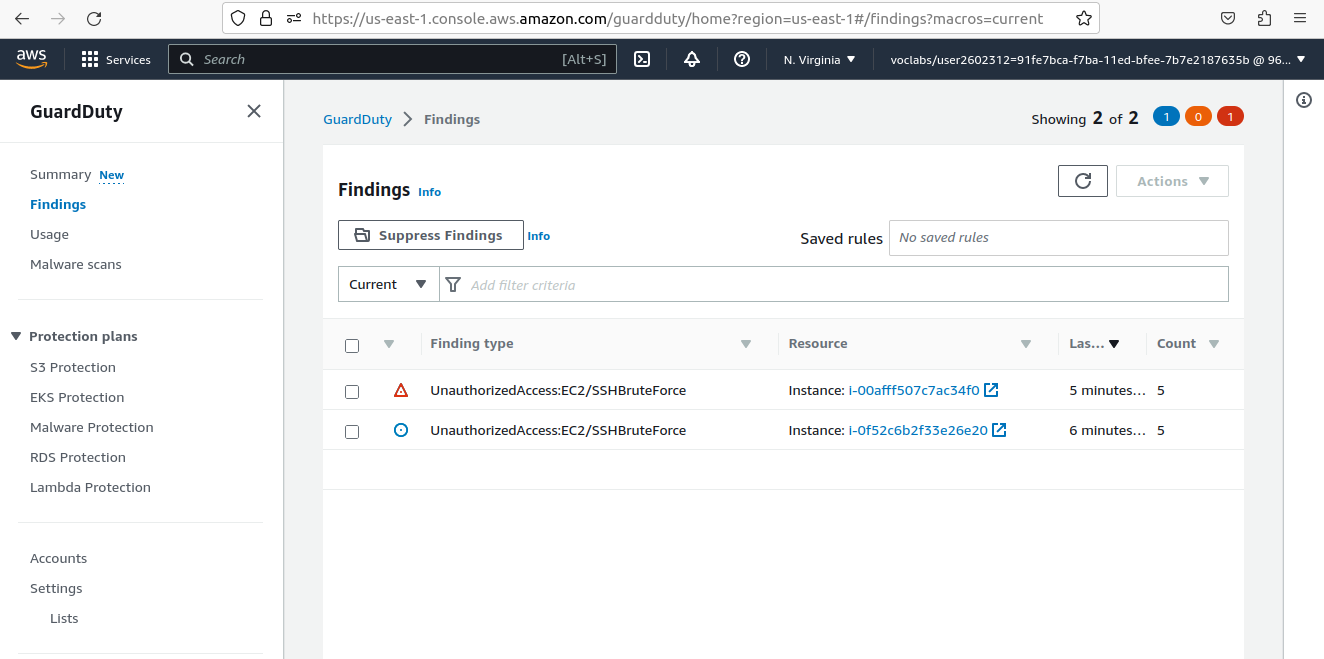 https://us-east-1.console.aws.amazon.com/guardduty/home?region=us-east-1#/findings?macros=current
aws
Services
Search
[Alt+S]
N. Virginia
voclabs/user2602312=91fe7bca-f7ba-11ed-bfee-7b7e2187635b @ 96...
GuardDuty
Summary New
Findings
Usage
Malware scans
Protection plans
S3 Protection
EKS Protection
Malware Protection
RDS Protection
Lambda Protection
Accounts
Settings
Lists
GuardDuty Findings
Showing 2 of 2 1 0 1
Findings Info
Actions
Suppress Findings Info
Saved rules No saved rules
Current Add filter criteria
Finding type Resource Las... Count
UnauthorizedAccess:EC2/SSHBruteForce Instance: i-00afff507c7ac34f0 5 minutes... 5
UnauthorizedAccess:EC2/SSHBruteForce Instance: i-0f52c6b2f33e26e20 6 minutes... 5